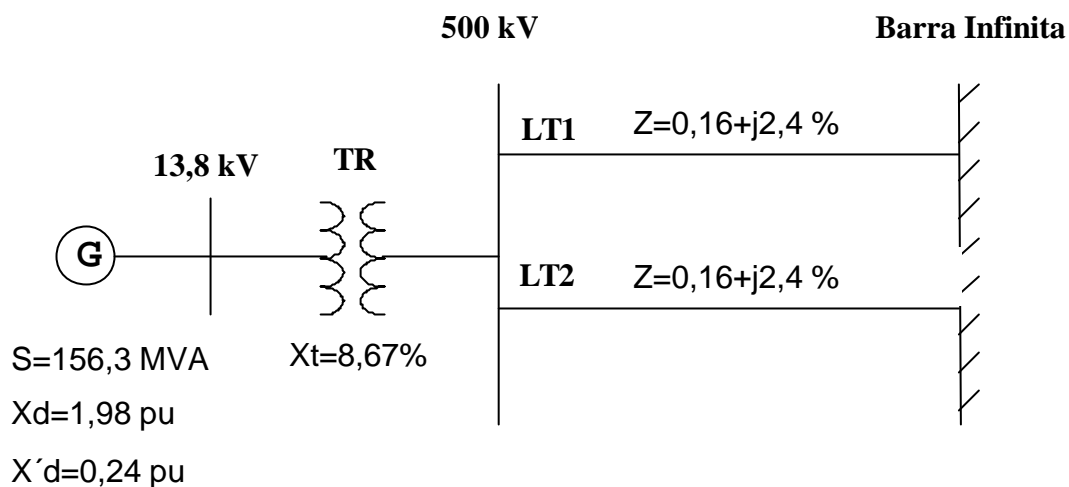 500 kV
Barra Infinita
LT1
Z=0,16+j2,4 %
13,8 kV
TR
G
LT2
Z=0,16+j2,4 %
S=156,3 MVA
Xt=8,67%
Xd=1,98 pu
X´d=0,24 pu